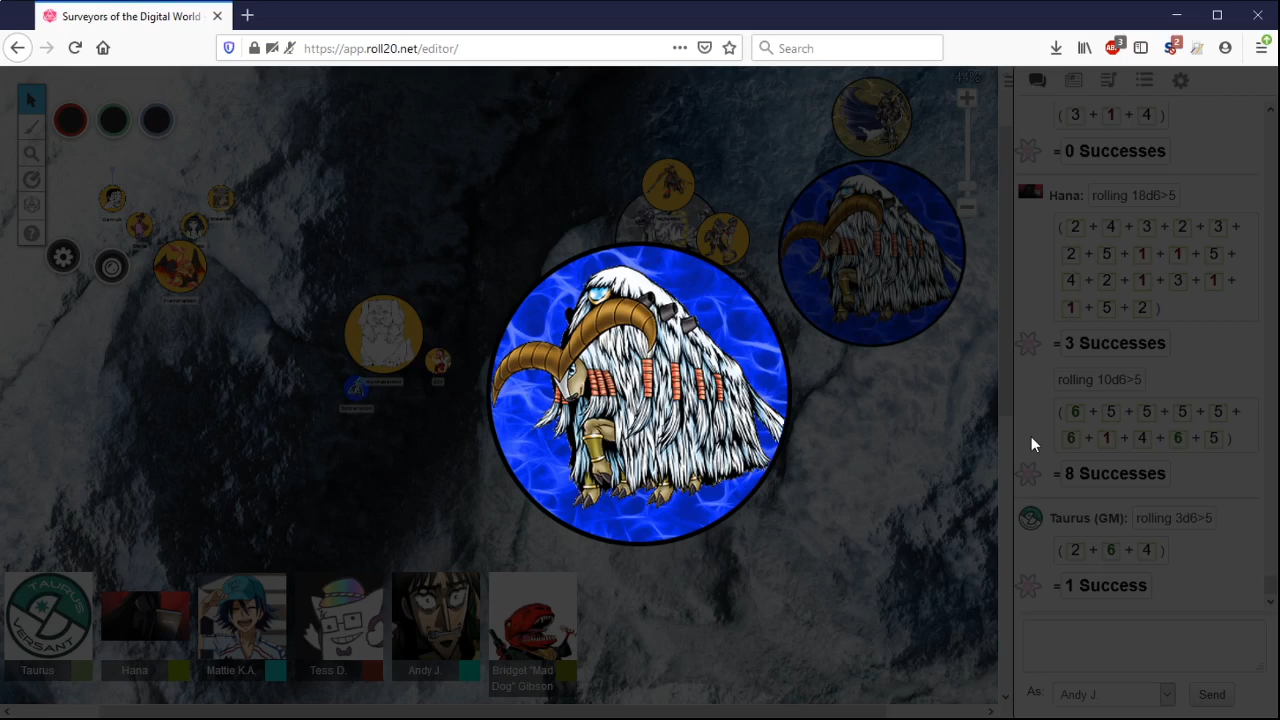 Surveyors of the Digital World
https://app.roll20.net/editor/
Search
3
2
44%
( 3 + 1 + 4 )
= 0 Successes
Hana: rolling 18d6>5
( 2 + 4 + 3 + 2 + 3 +
2 + 5 + 1 + 1 + 5 +
4 + 2 + 1 + 3 + 1 +
1 + 5 + 2 )
= 3 Successes
rolling 10d6>5
( 6 + 5 + 5 + 5 + 5 +
6 + 1 + 4 + 6 + 5 )
= 8 Successes
Taurus (GM): rolling 3d6>5
( 2 + 6 + 4 )
= 1 Success
TAURUS
VERSANT
Taurus
Hana
Mattie K.A.
Tess D.
Andy J.
Bridget "Mad
Dog" Gibson
As:
Andy J.
Send